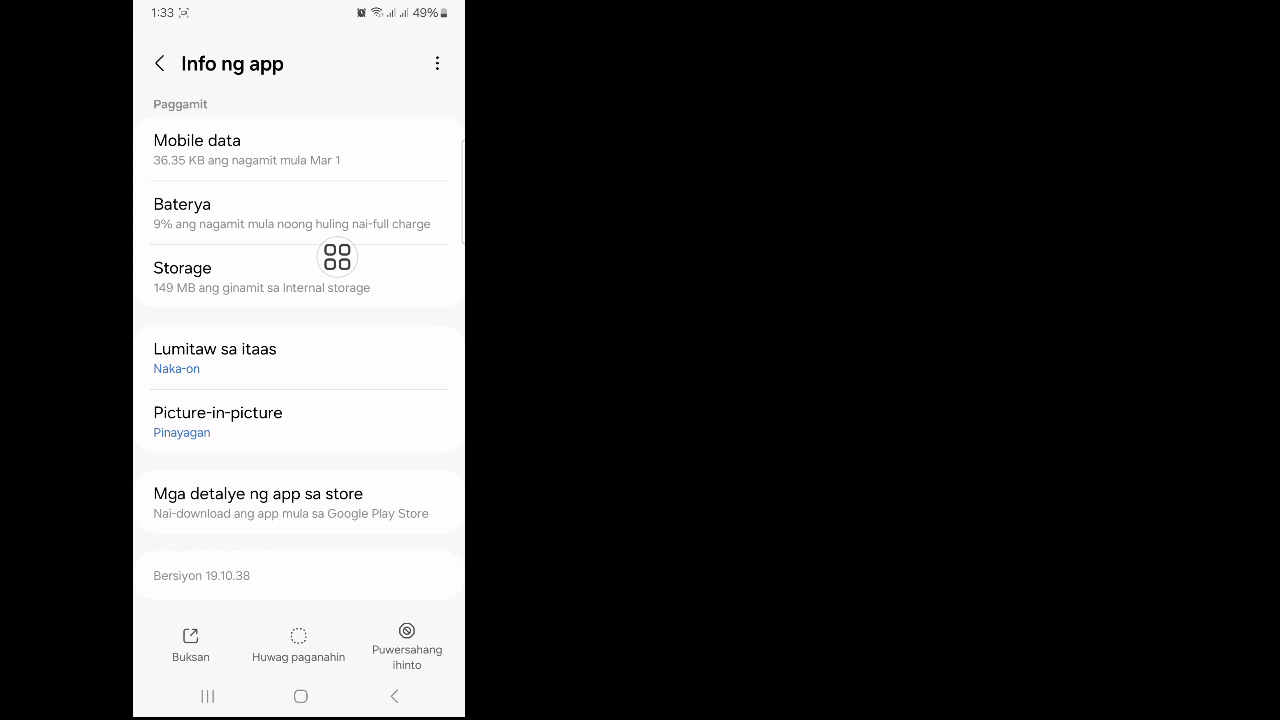 1:33
49%
Info ng app
Paggamit
Mobile data
36.35 KB ang nagamit mula Mar 1
Baterya
9% ang nagamit mula noong huling nai-full charge
Storage
149 MB ang ginamit sa Internal storage
Lumitaw sa itaas
Naka-on
Picture-in-picture
Pinayagan
Mga detalye ng app sa store
Nai-download ang app mula sa Google Play Store
Bersiyon 19.10.38
Buksan
Huwag paganahin
Puwersahang
ihinto